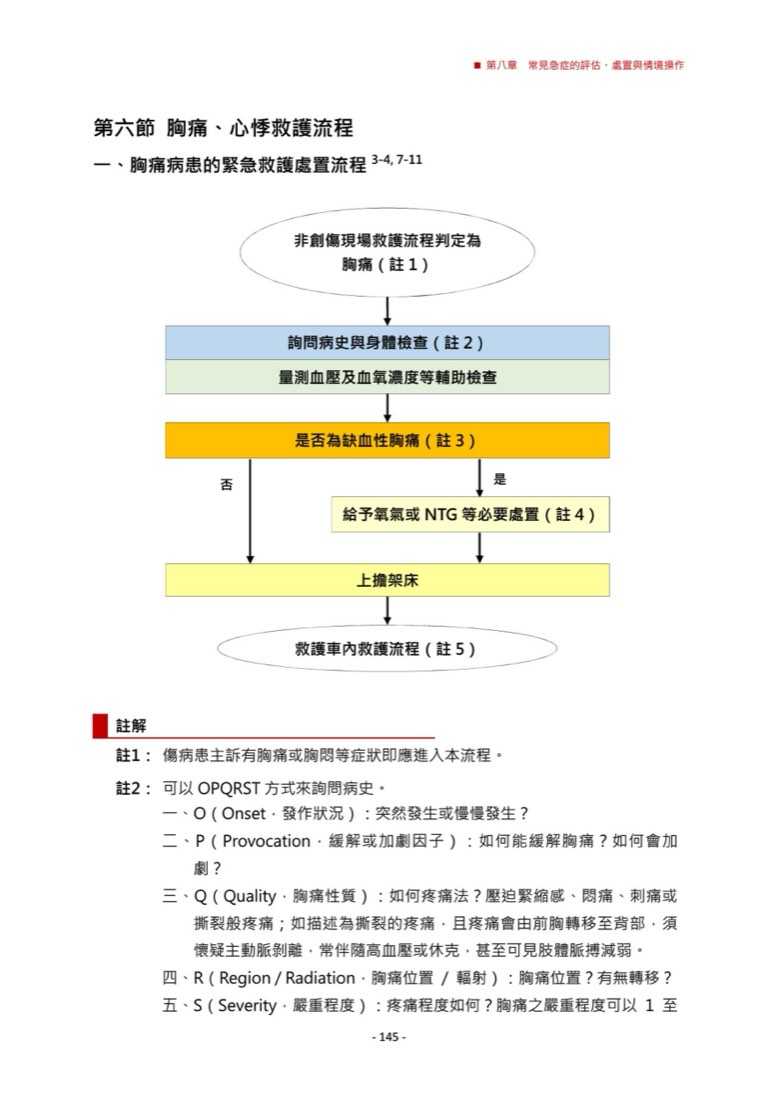 ■ 第八章 常見急症的評估、處置與情境操作
第六節 胸痛、心悸救護流程
一、胸痛病患的緊急救護處置流程 3-4, 7-11
非創傷現場救護流程判定為
胸痛（註 1）
詢問病史與身體檢查（註 2）
量測血壓及血氧濃度等輔助檢查
是否為缺血性胸痛（註 3）
否
是
給予氧氣或 NTG 等必要處置（註 4）
上擔架床
救護車內救護流程（註 5）
註解
註1： 傷病患主訴有胸痛或胸悶等症狀即應進入本流程。
註2： 可以 OPQRST 方式來詢問病史。
一、O（Onset，發作狀況）：突然發生或慢慢發生？
二、P（Provocation，緩解或加劇因子）：如何能緩解胸痛？如何會加
劇？
三、Q（Quality，胸痛性質）：如何疼痛法？壓迫緊縮感、悶痛、刺痛或
撕裂般疼痛；如描述為撕裂的疼痛，且疼痛會由前胸轉移至背部，須
懷疑主動脈剝離，常伴隨高血壓或休克，甚至可見肢體脈搏減弱。
四、R（Region / Radiation，胸痛位置 / 輻射）：胸痛位置？有無轉移？
五、S（Severity，嚴重程度）：疼痛程度如何？胸痛之嚴重程度可以 1 至
- 145 -